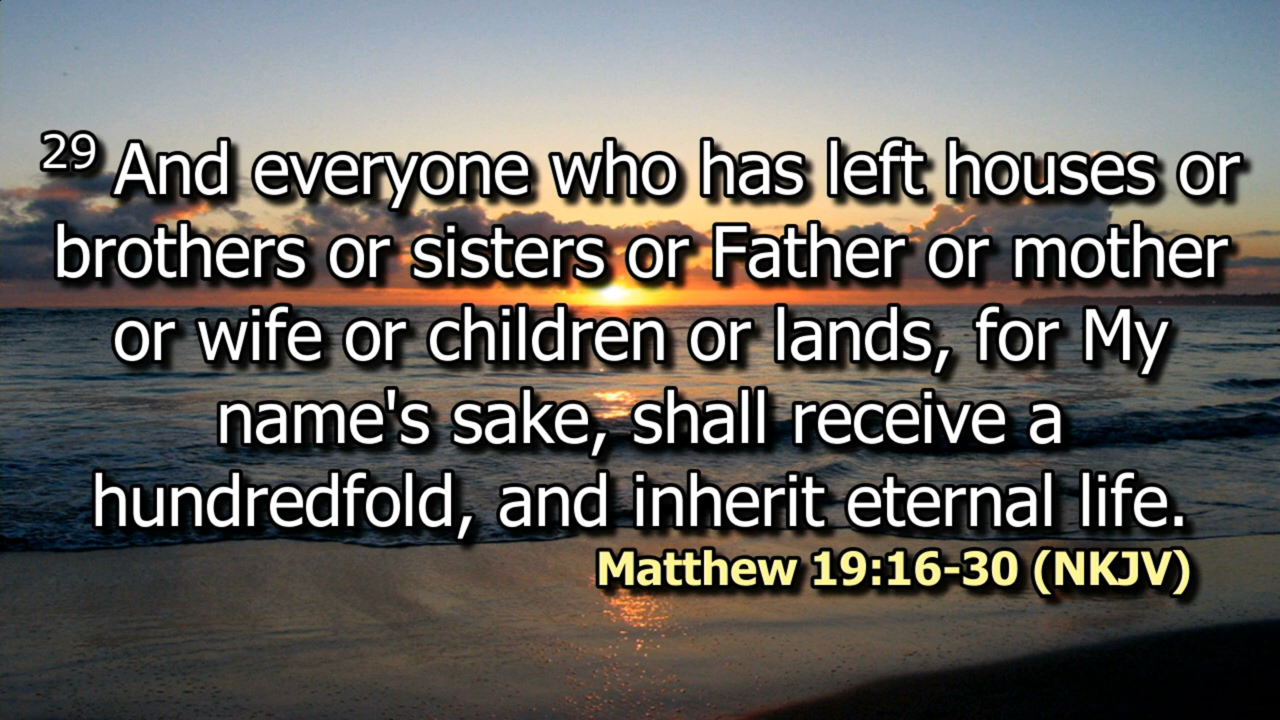 29 And everyone who has left houses or
brothers or sisters or Father or mother
or wife or children or lands, for My
name's sake, shall receive a
hundredfold, and inherit eternal life.
Matthew 19:16-30 (NKJV)